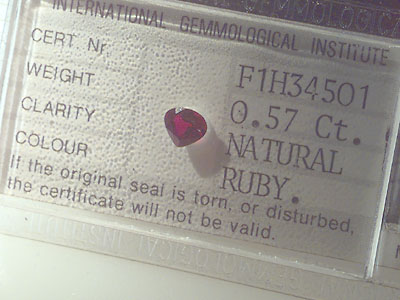 INTERNATIONAL GEMMOLOGICAL INSTITUTE
CERT. Nr. F1H34501
WEIGHT 0.57 Ct.
CLARITY NATURAL
COLOUR RUBY.
If the original seal is torn, or disturbed,
the certificate will not be valid.